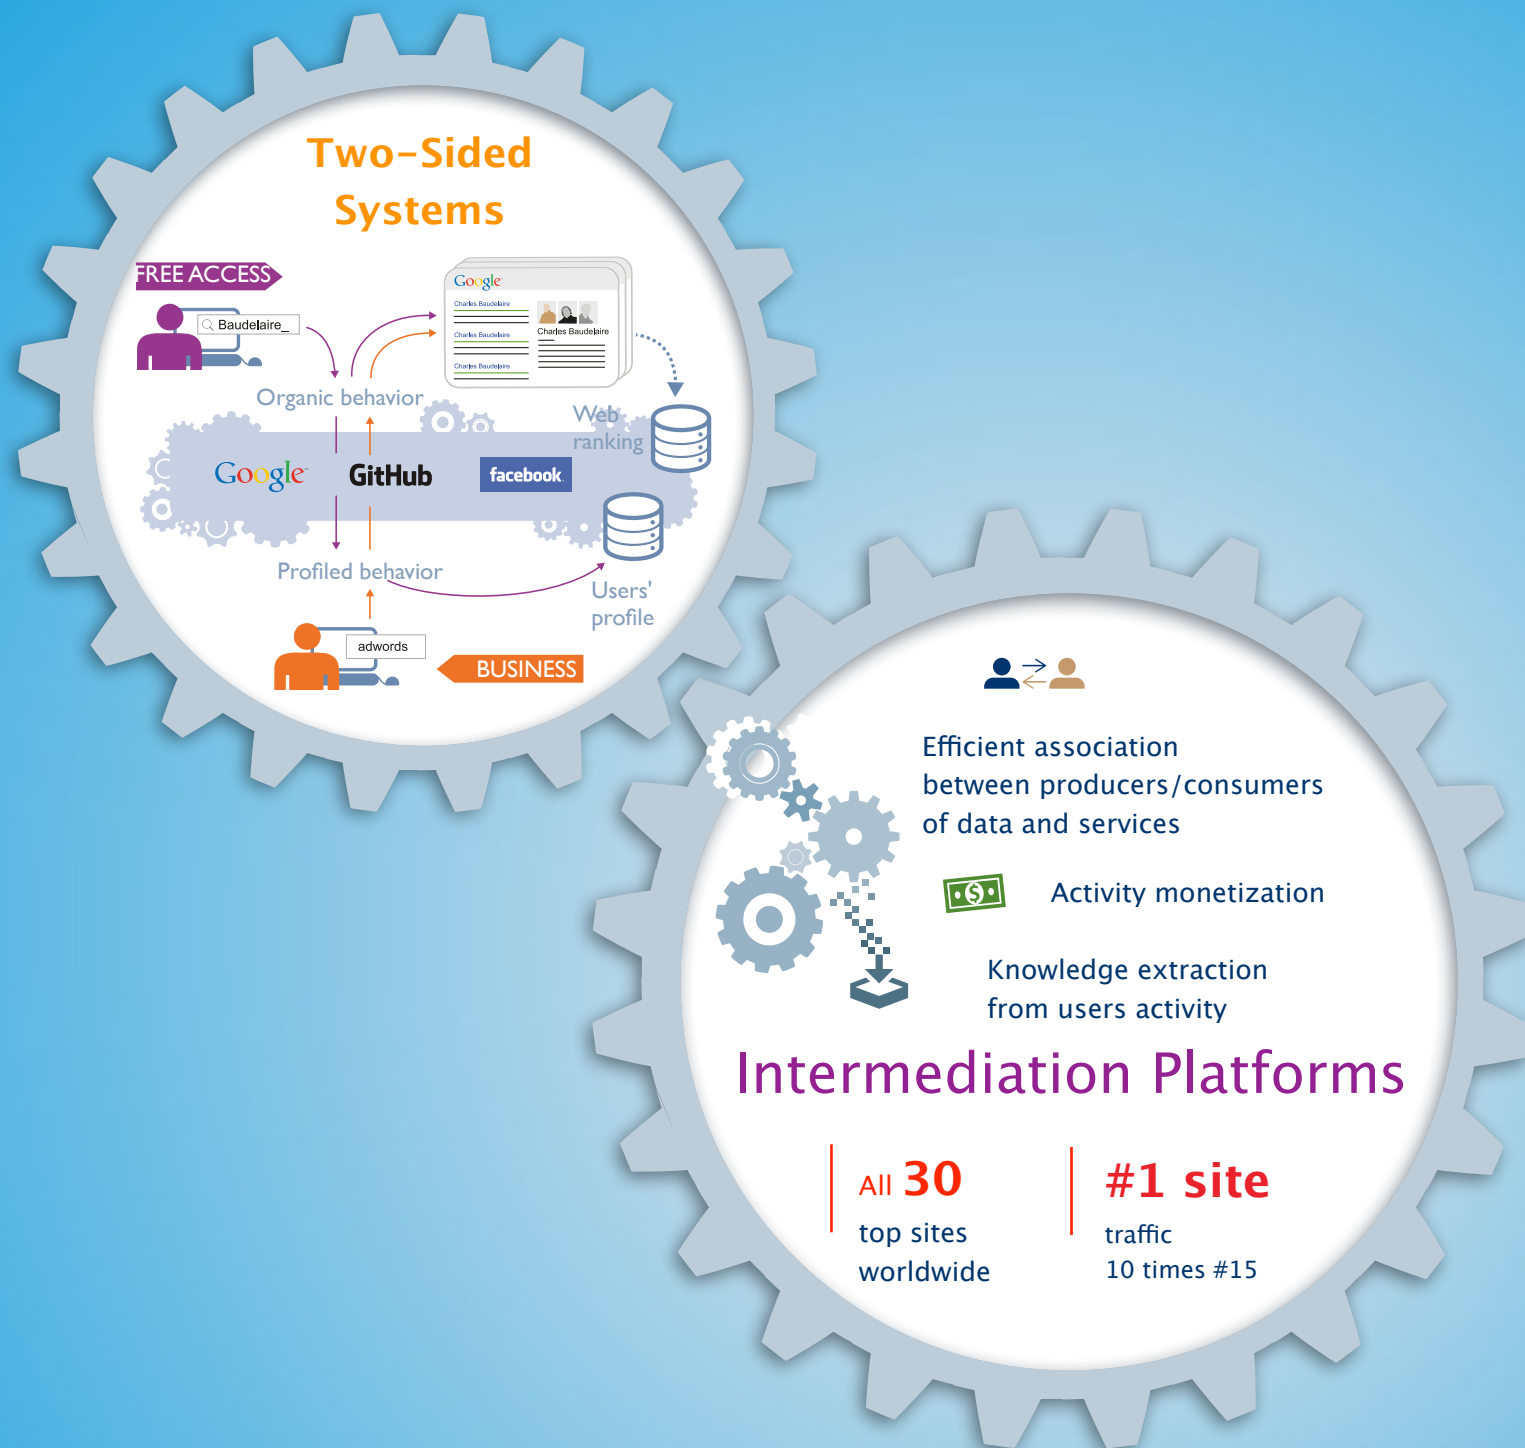 Two-Sided
Systems
FREE ACCESS
Baudelaire_
Google
Charles Baudelaire
Charles Baudelaire
Charles Baudelaire
Charles Baudelaire
Organic behavior
Web
ranking
Google
GitHub
facebook
Profiled behavior
Users'
profile
adwords
BUSINESS
Efficient association
between producers/consumers
of data and services
$
Activity monetization
Knowledge extraction
from users activity
Intermediation Platforms
All 30
top sites
worldwide
#1 site
traffic
10 times #15